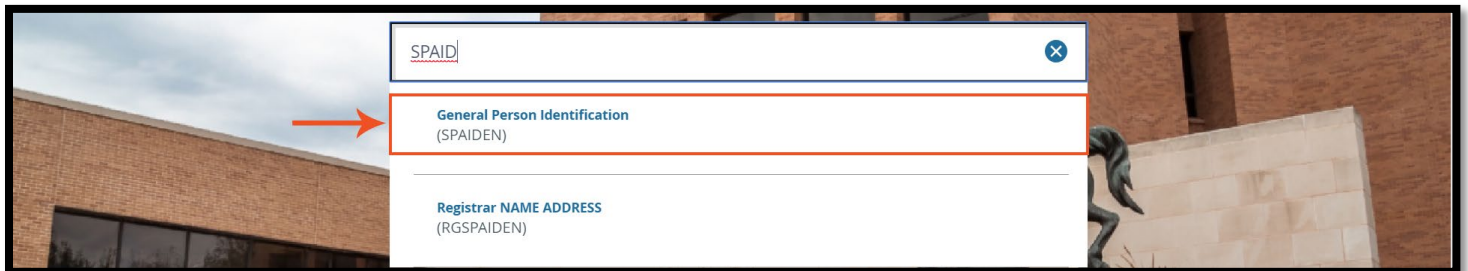 SPAID
General Person Identification
(SPAIDEN)
Registrar NAME ADDRESS
(RGSPAIDEN)